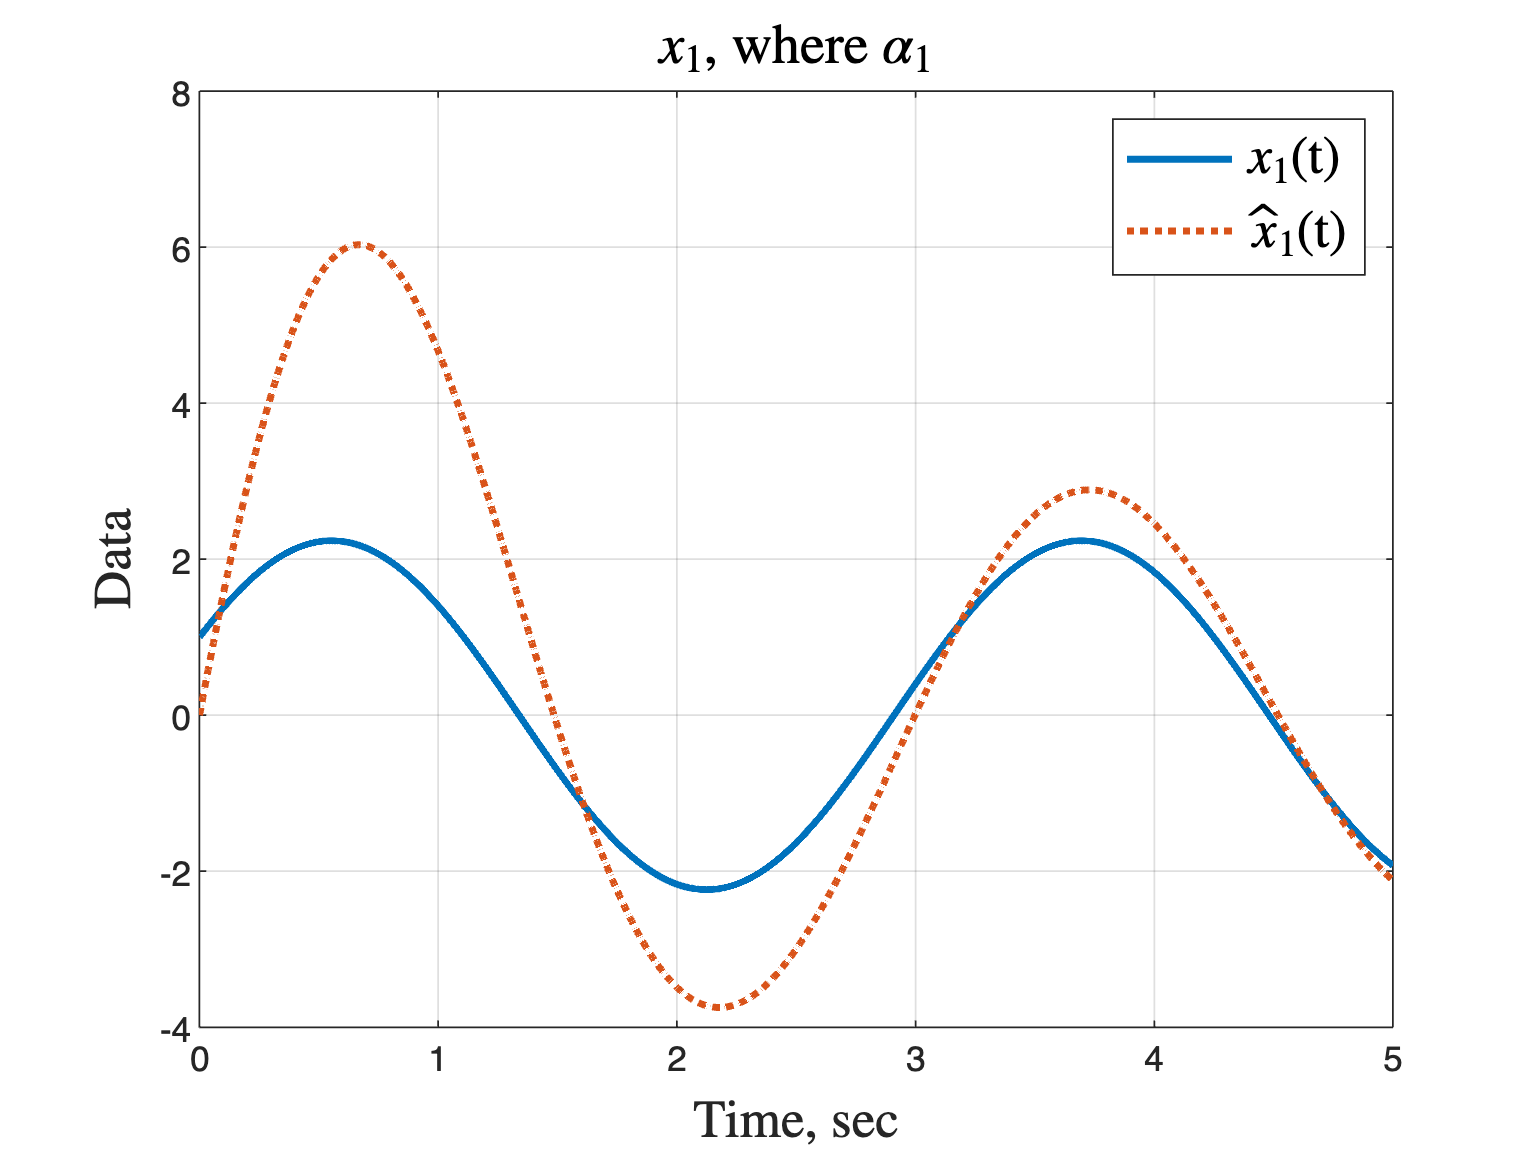 x₁, where α₁
8
6
4
2
0
-2
-4
Data
x₁(t)
x̂₁(t)
0 1 2 3 4 5
Time, sec